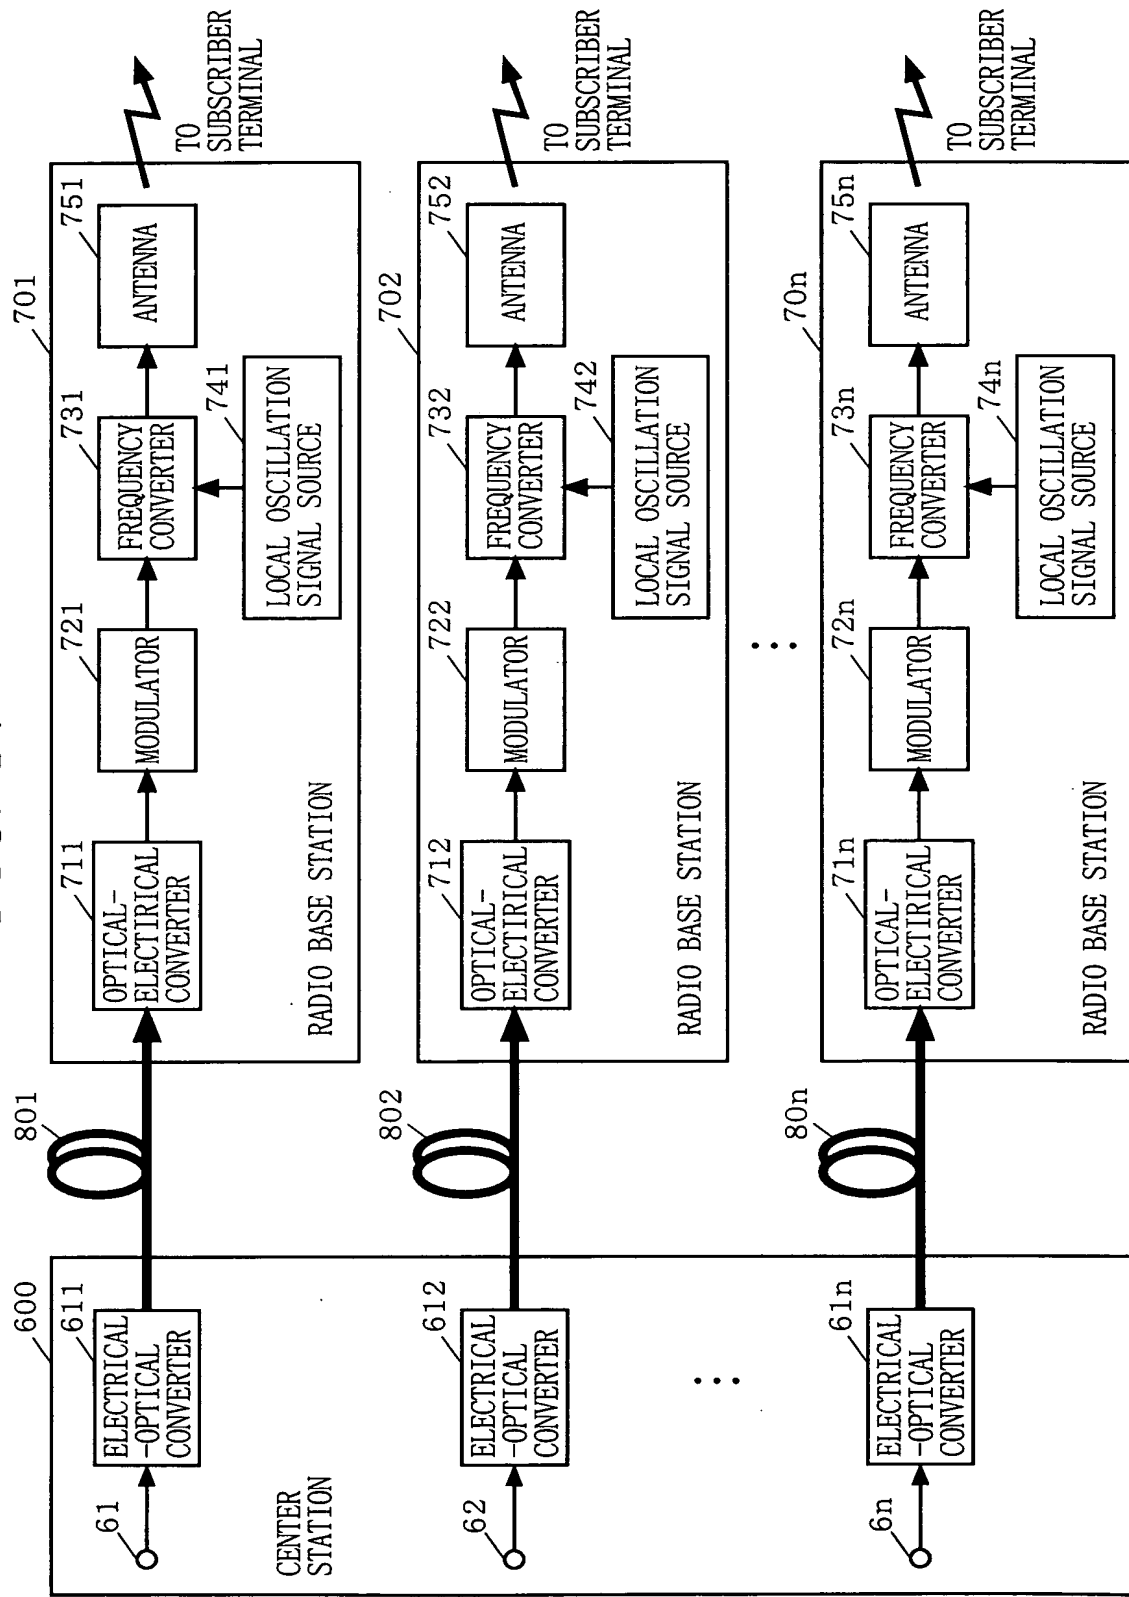 600
701
61
611
801
711
721
731
751
ELECTRICAL
-OPTICAL
CONVERTER
OPTICAL-
ELECTIRICAL
CONVERTER
MODULATOR
FREQUENCY
CONVERTER
ANTENNA
TO
SUBSCRIBER
TERMINAL
741
LOCAL OSCILLATION
SIGNAL SOURCE
CENTER
STATION
RADIO BASE STATION
702
62
612
802
712
722
732
752
ELECTRICAL
-OPTICAL
CONVERTER
OPTICAL-
ELECTIRICAL
CONVERTER
MODULATOR
FREQUENCY
CONVERTER
ANTENNA
TO
SUBSCRIBER
TERMINAL
742
LOCAL OSCILLATION
SIGNAL SOURCE
RADIO BASE STATION
...
...
70n
6n
61n
80n
71n
72n
73n
75n
ELECTRICAL
-OPTICAL
CONVERTER
OPTICAL-
ELECTIRICAL
CONVERTER
MODULATOR
FREQUENCY
CONVERTER
ANTENNA
TO
SUBSCRIBER
TERMINAL
74n
LOCAL OSCILLATION
SIGNAL SOURCE
RADIO BASE STATION